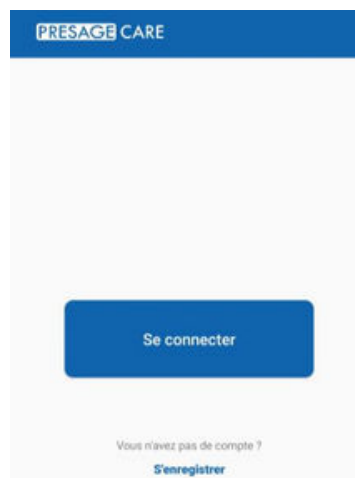 PRESAGE CARE
Se connecter
Vous n'avez pas de compte ?
S'enregistrer